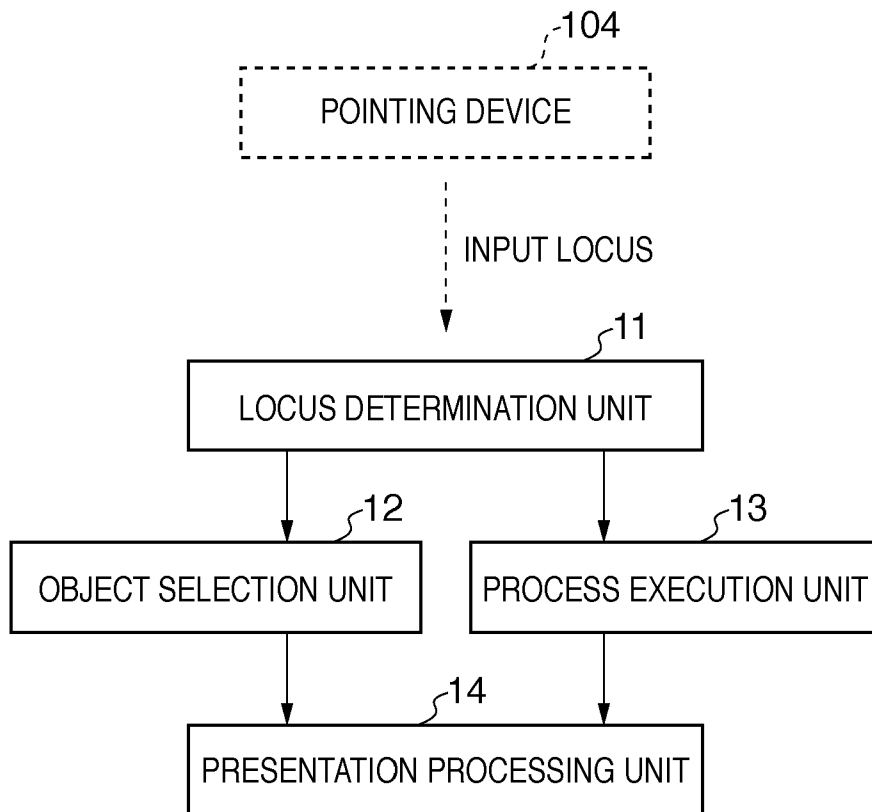 104
POINTING DEVICE
INPUT LOCUS
11
LOCUS DETERMINATION UNIT
12
13
OBJECT SELECTION UNIT
PROCESS EXECUTION UNIT
14
PRESENTATION PROCESSING UNIT